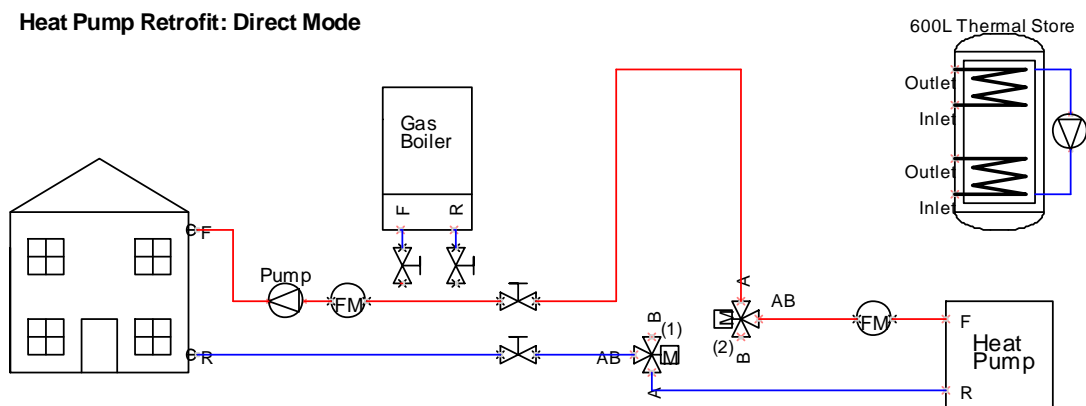 Heat Pump Retrofit: Direct Mode
600L Thermal Store
Outlet
Inlet
Outlet
Inlet
Gas
Boiler
F
R
F
Pump
FM
A
AB
M
(2)
B
FM
F
Heat
Pump
R
B
(1)
AB
M
A
R